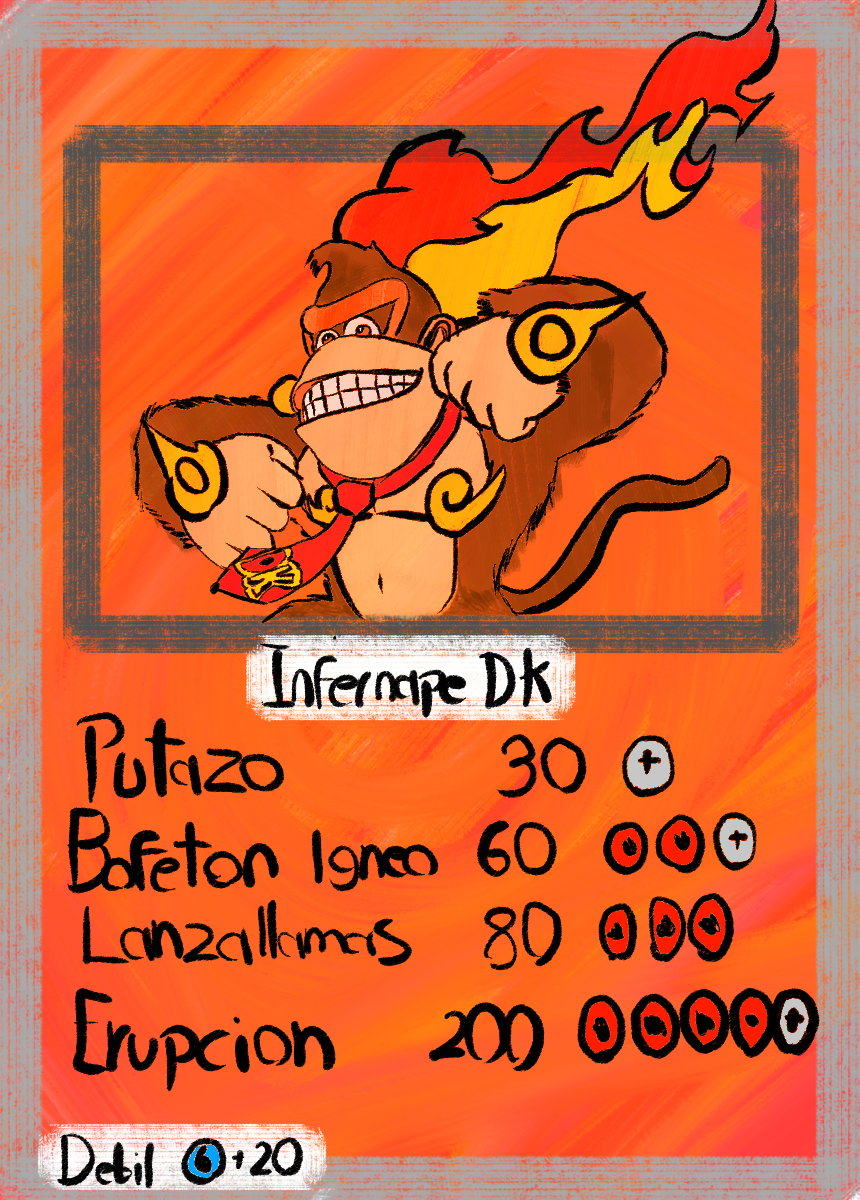 Infernape DK
Putazo 30
Bofeton Igneo 60
Lanzallamas 80
Erupcion 200
Debil +20